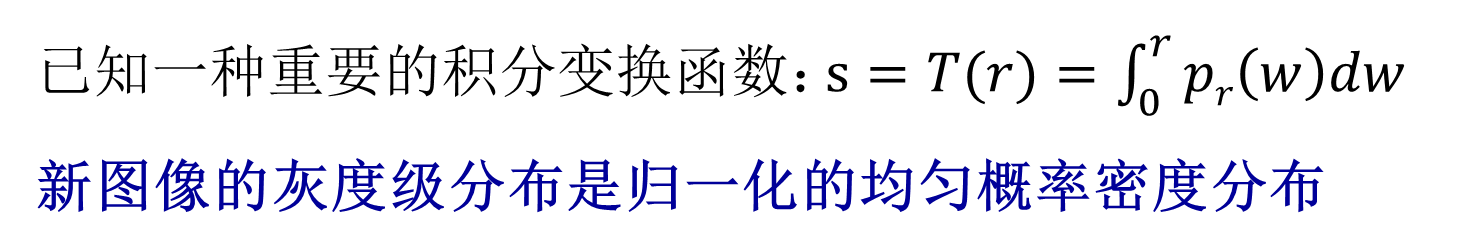 已知一种重要的积分变换函数：s = T(r) = ∫₀ʳ pᵣ(w)dw
新图像的灰度级分布是归一化的均匀概率密度分布